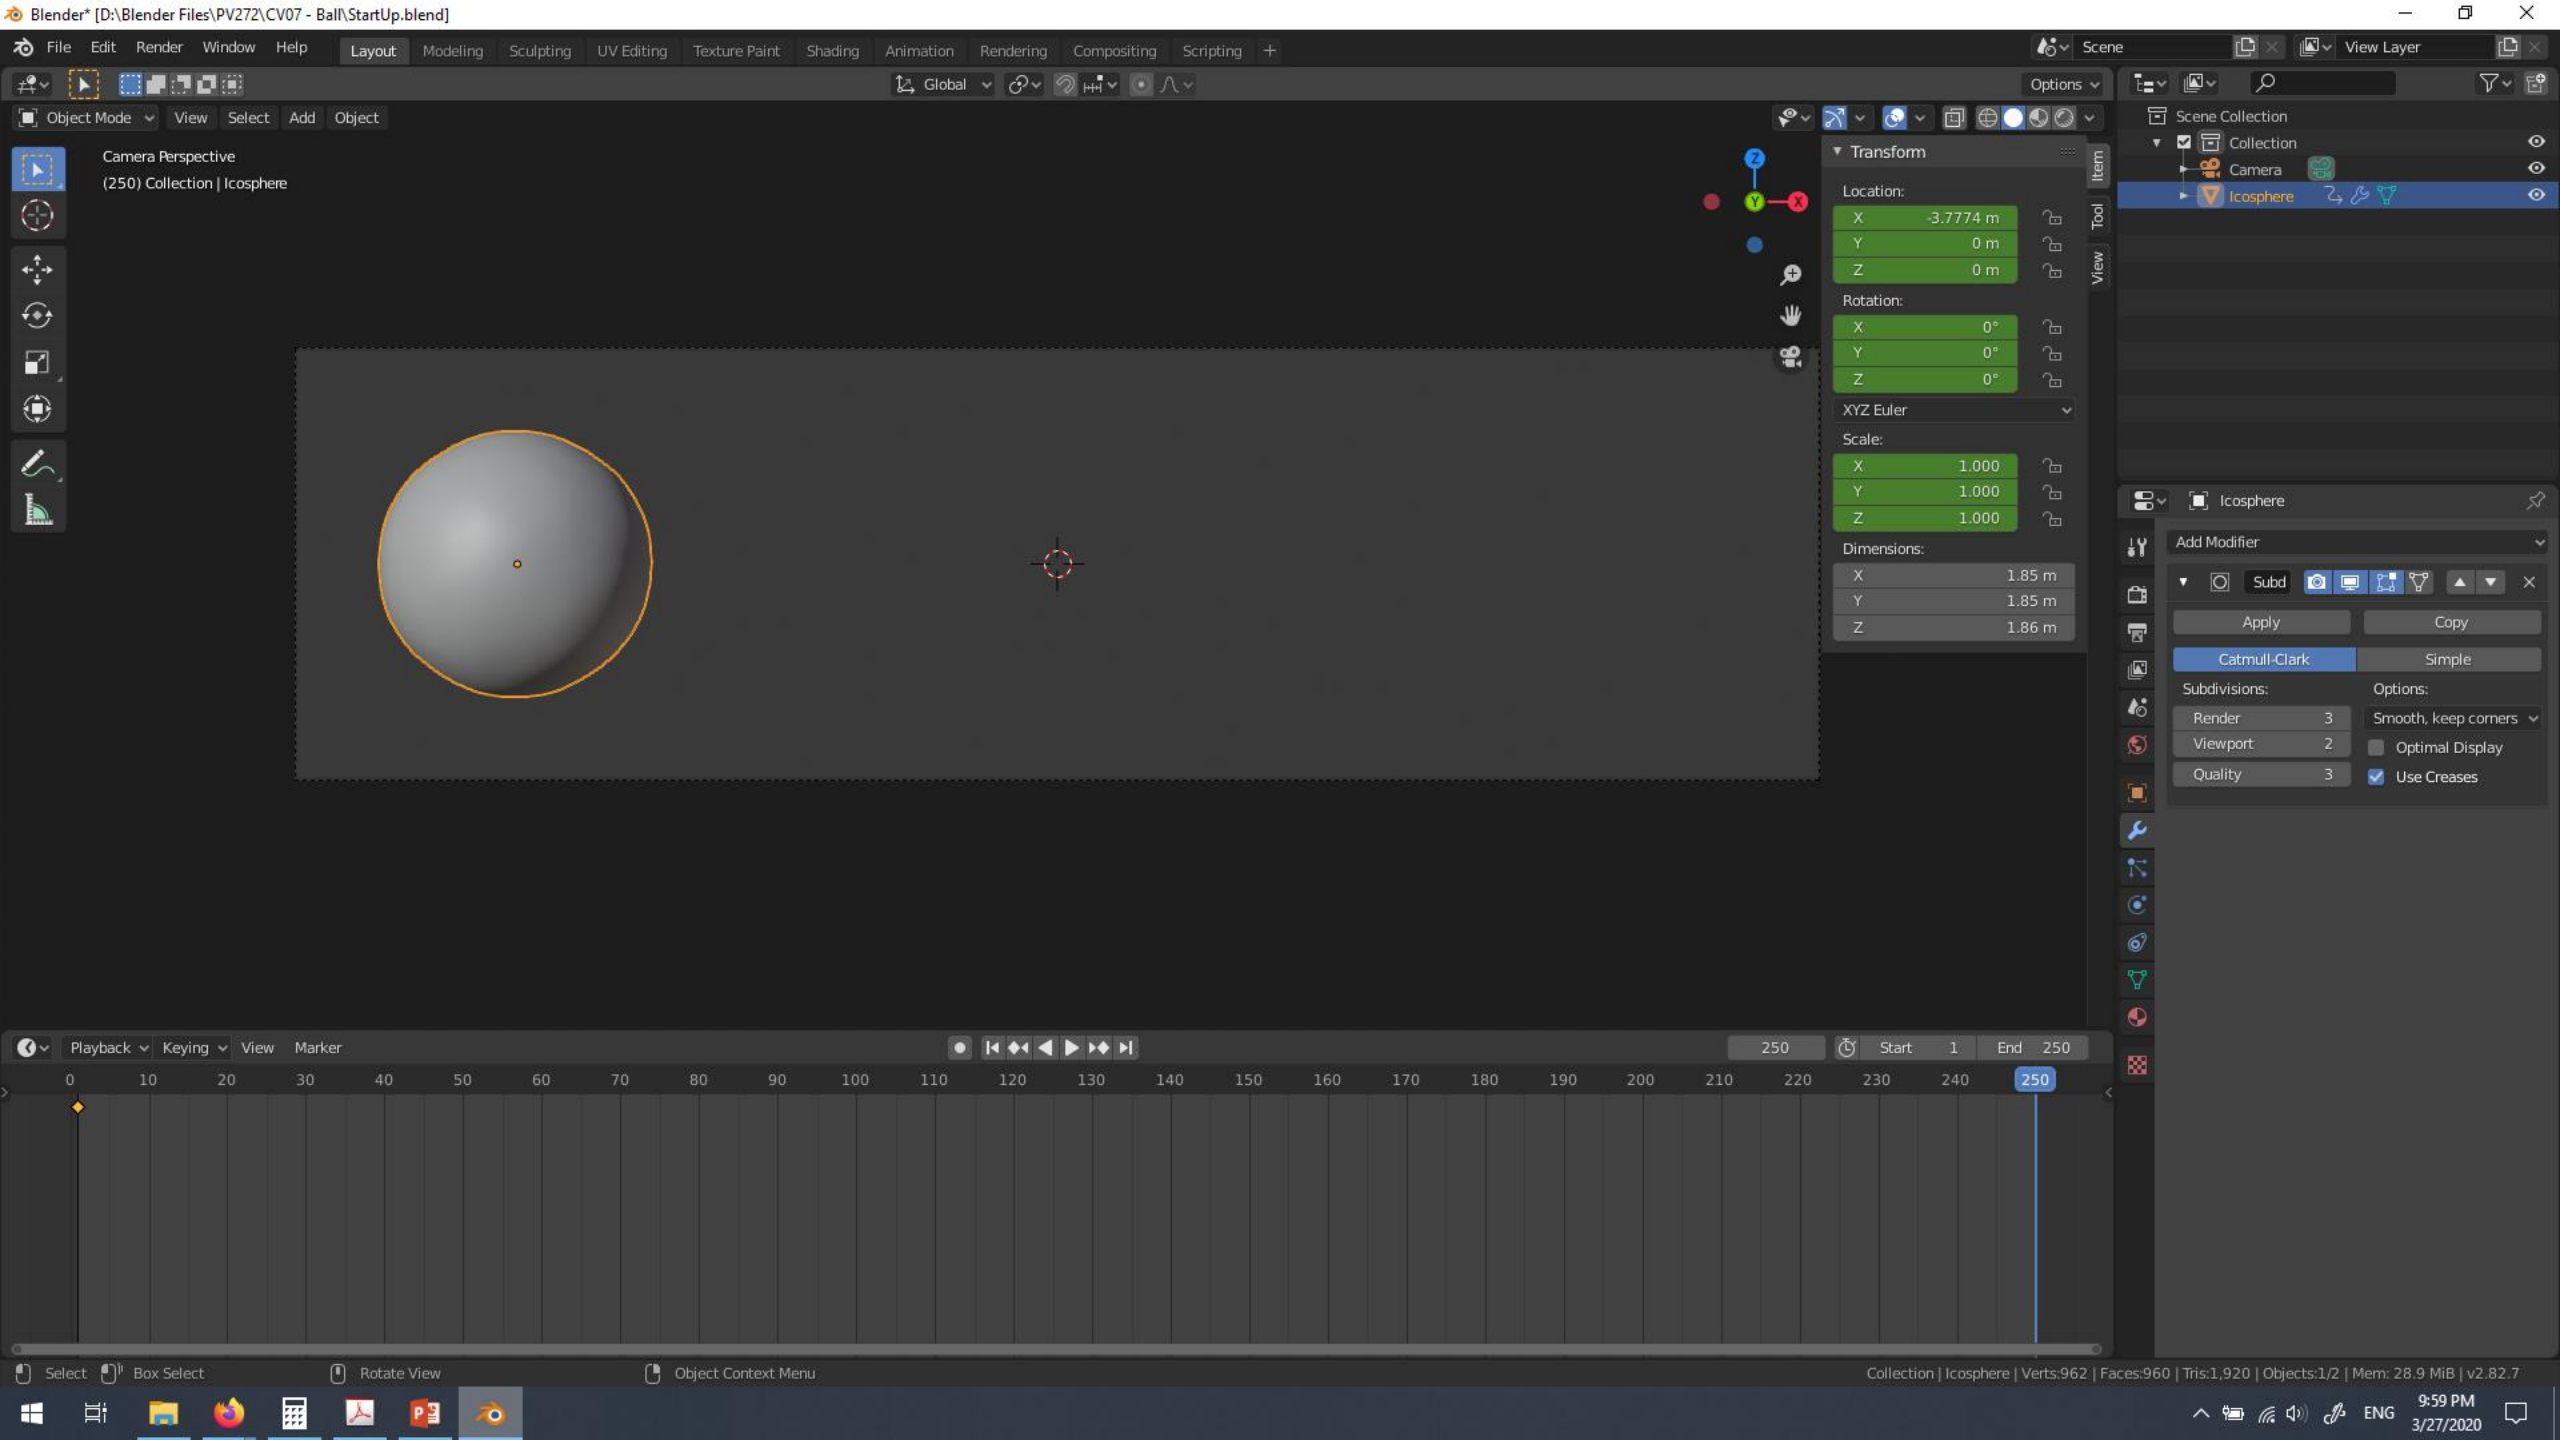 Blender* [D:\Blender Files\PV272\CV07 - Ball\StartUp.blend]
File Edit Render Window Help Layout Modeling Sculpting UV Editing Texture Paint Shading Animation Rendering Compositing Scripting + Scene View Layer
Global Options
Object Mode View Select Add Object
Camera Perspective
(250) Collection | Icosphere
Z
Y
X
Transform
Location:
X -3.7774 m
Y 0 m
Z 0 m
Rotation:
X 0°
Y 0°
Z 0°
XYZ Euler
Scale:
X 1.000
Y 1.000
Z 1.000
Dimensions:
X 1.85 m
Y 1.85 m
Z 1.86 m
Item
Tool
View
Scene Collection
Collection
Camera
Icosphere
Icosphere
Add Modifier
Subd
Apply Copy
Catmull-Clark Simple
Subdivisions: Options:
Render 3 Smooth, keep corners
Viewport 2 Optimal Display
Quality 3 Use Creases
Playback Keying View Marker 250 Start 1 End 250
0 10 20 30 40 50 60 70 80 90 100 110 120 130 140 150 160 170 180 190 200 210 220 230 240 250
Select Box Select Rotate View Object Context Menu Collection | Icosphere | Verts:962 | Faces:960 | Tris:1,920 | Objects:1/2 | Mem: 28.9 MiB | v2.82.7
ENG 9:59 PM
3/27/2020